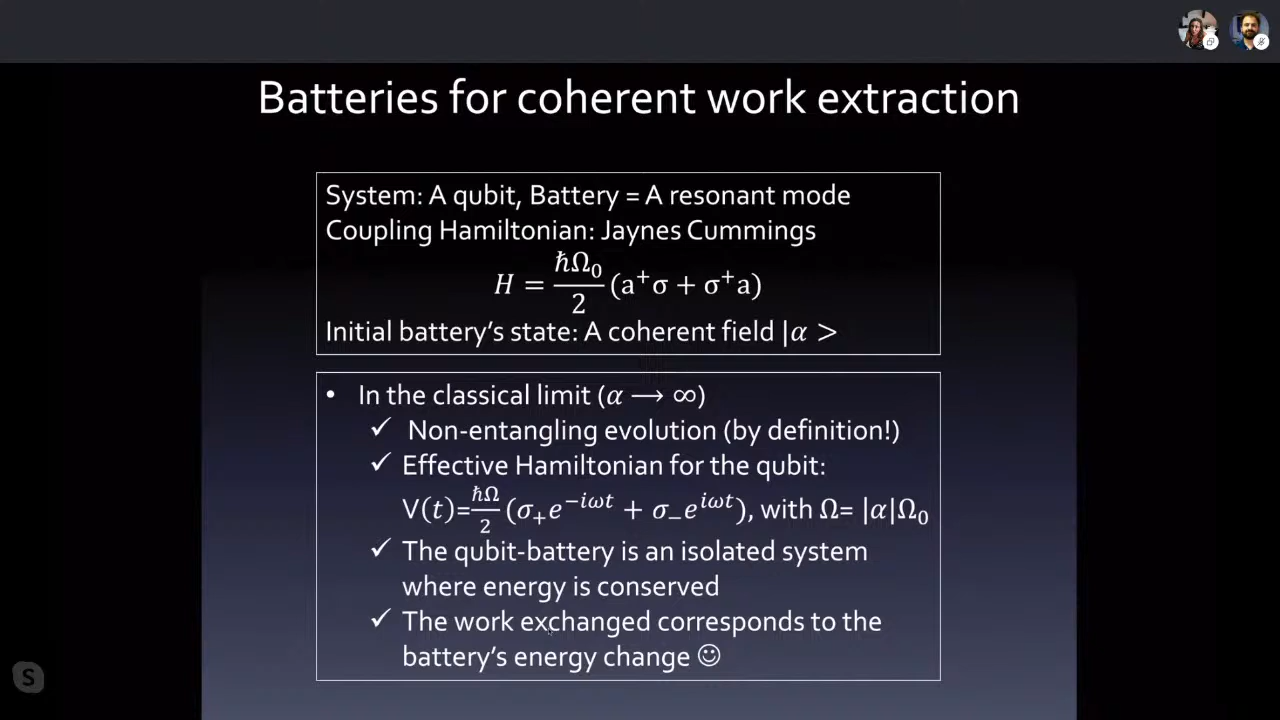 Batteries for coherent work extraction
System: A qubit, Battery = A resonant mode
Coupling Hamiltonian: Jaynes Cummings
H = ħΩ₀/2 (a⁺σ + σ⁺a)
Initial battery's state: A coherent field |α >
• In the classical limit (α ⟶ ∞)
✓ Non-entangling evolution (by definition!)
✓ Effective Hamiltonian for the qubit:
V(t)=ħΩ/2 (σ₊e^{−iωt} + σ₋e^{iωt}), with Ω= |α|Ω₀
✓ The qubit-battery is an isolated system
where energy is conserved
✓ The work exchanged corresponds to the
battery's energy change ☺
S